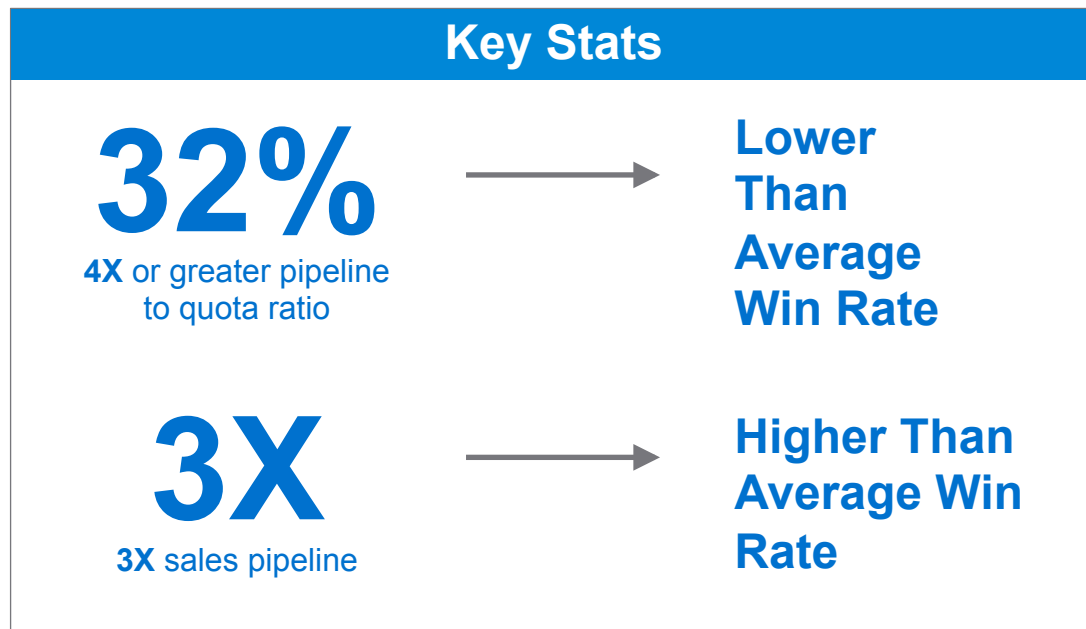 Key Stats
32%
4X or greater pipeline
to quota ratio
Lower
Than
Average
Win Rate
3X
3X sales pipeline
Higher Than
Average Win
Rate